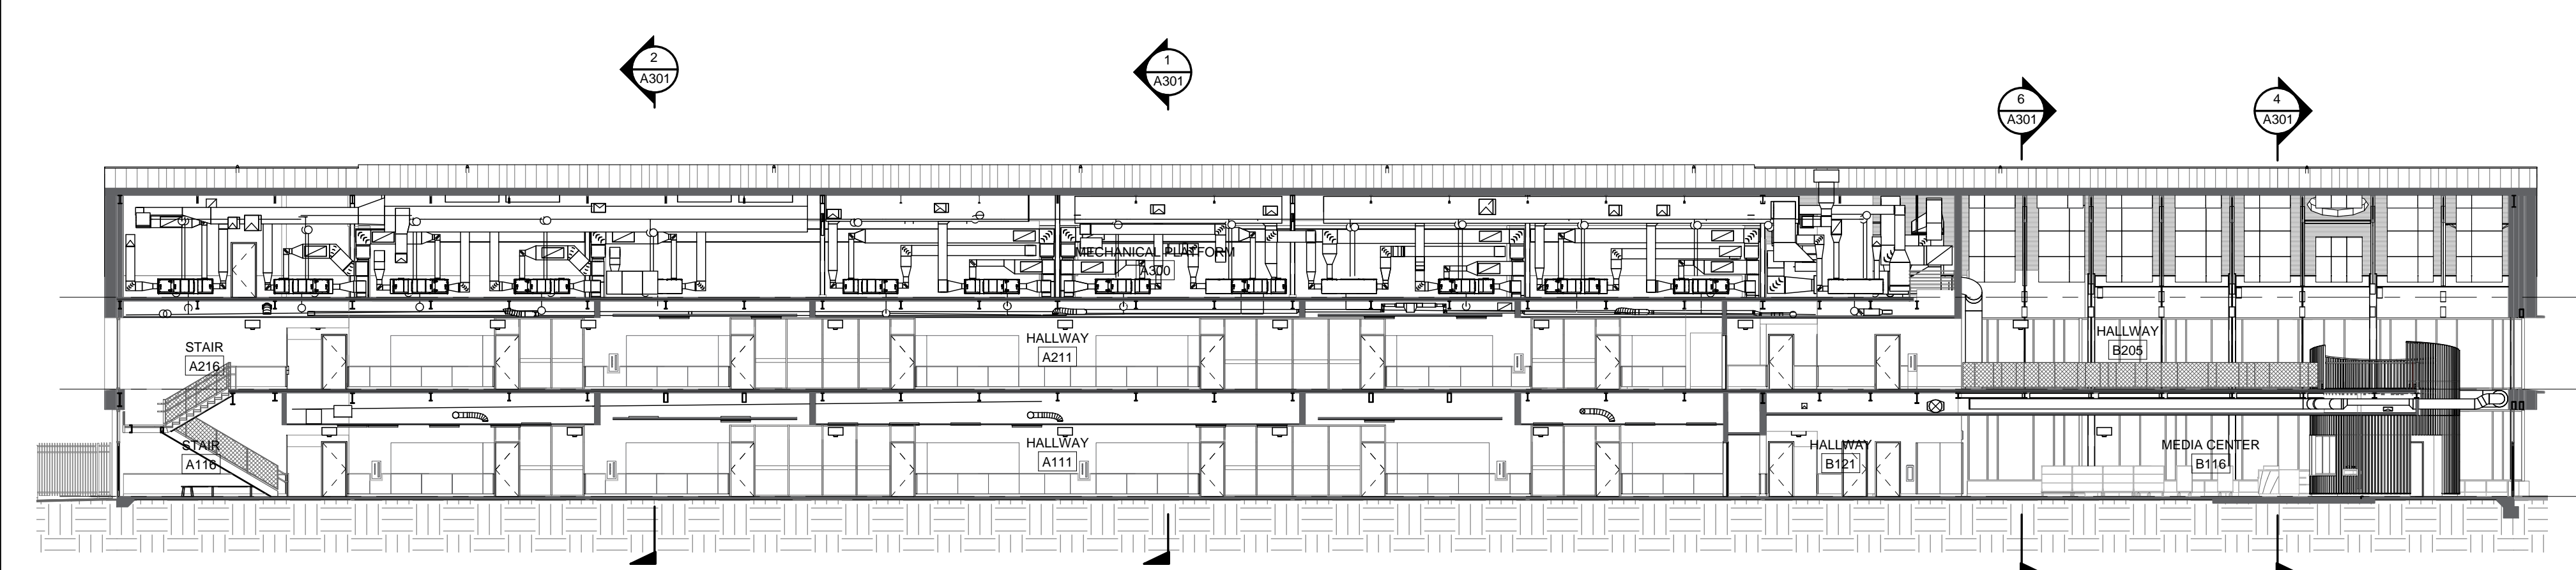 2
A301
1
A301
6
A301
4
A301
MECHANICAL PLATFORM
A300
STAIR
A216
HALLWAY
A211
HALLWAY
B205
STAIR
A116
HALLWAY
A111
HALLWAY
B121
MEDIA CENTER
B116